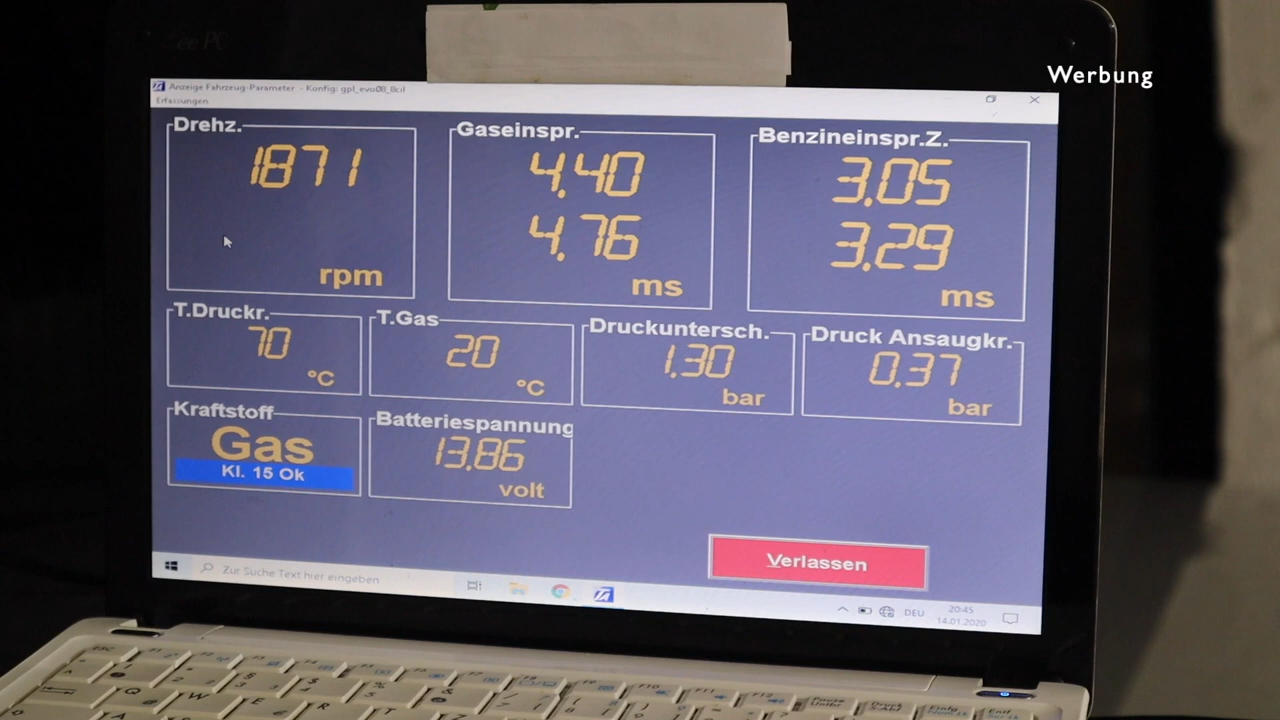 Eee PC
Werbung
Anzeige Fahrzeug-Parameter - Konfig: gpl_evo08_8cil
Erfassungen
Drehz.
1871
rpm
Gaseinspr.
4.40
4.76
ms
Benzineinspr.Z.
3.05
3.29
ms
T.Druckr.
70
°C
T.Gas
20
°C
Druckuntersch.
1.30
bar
Druck Ansaugkr.
0.37
bar
Kraftstoff
Gas
Kl. 15 Ok
Batteriespannung
13.86
volt
Verlassen
Zur Suche Text hier eingeben
DEU
20:45
14.01.2020